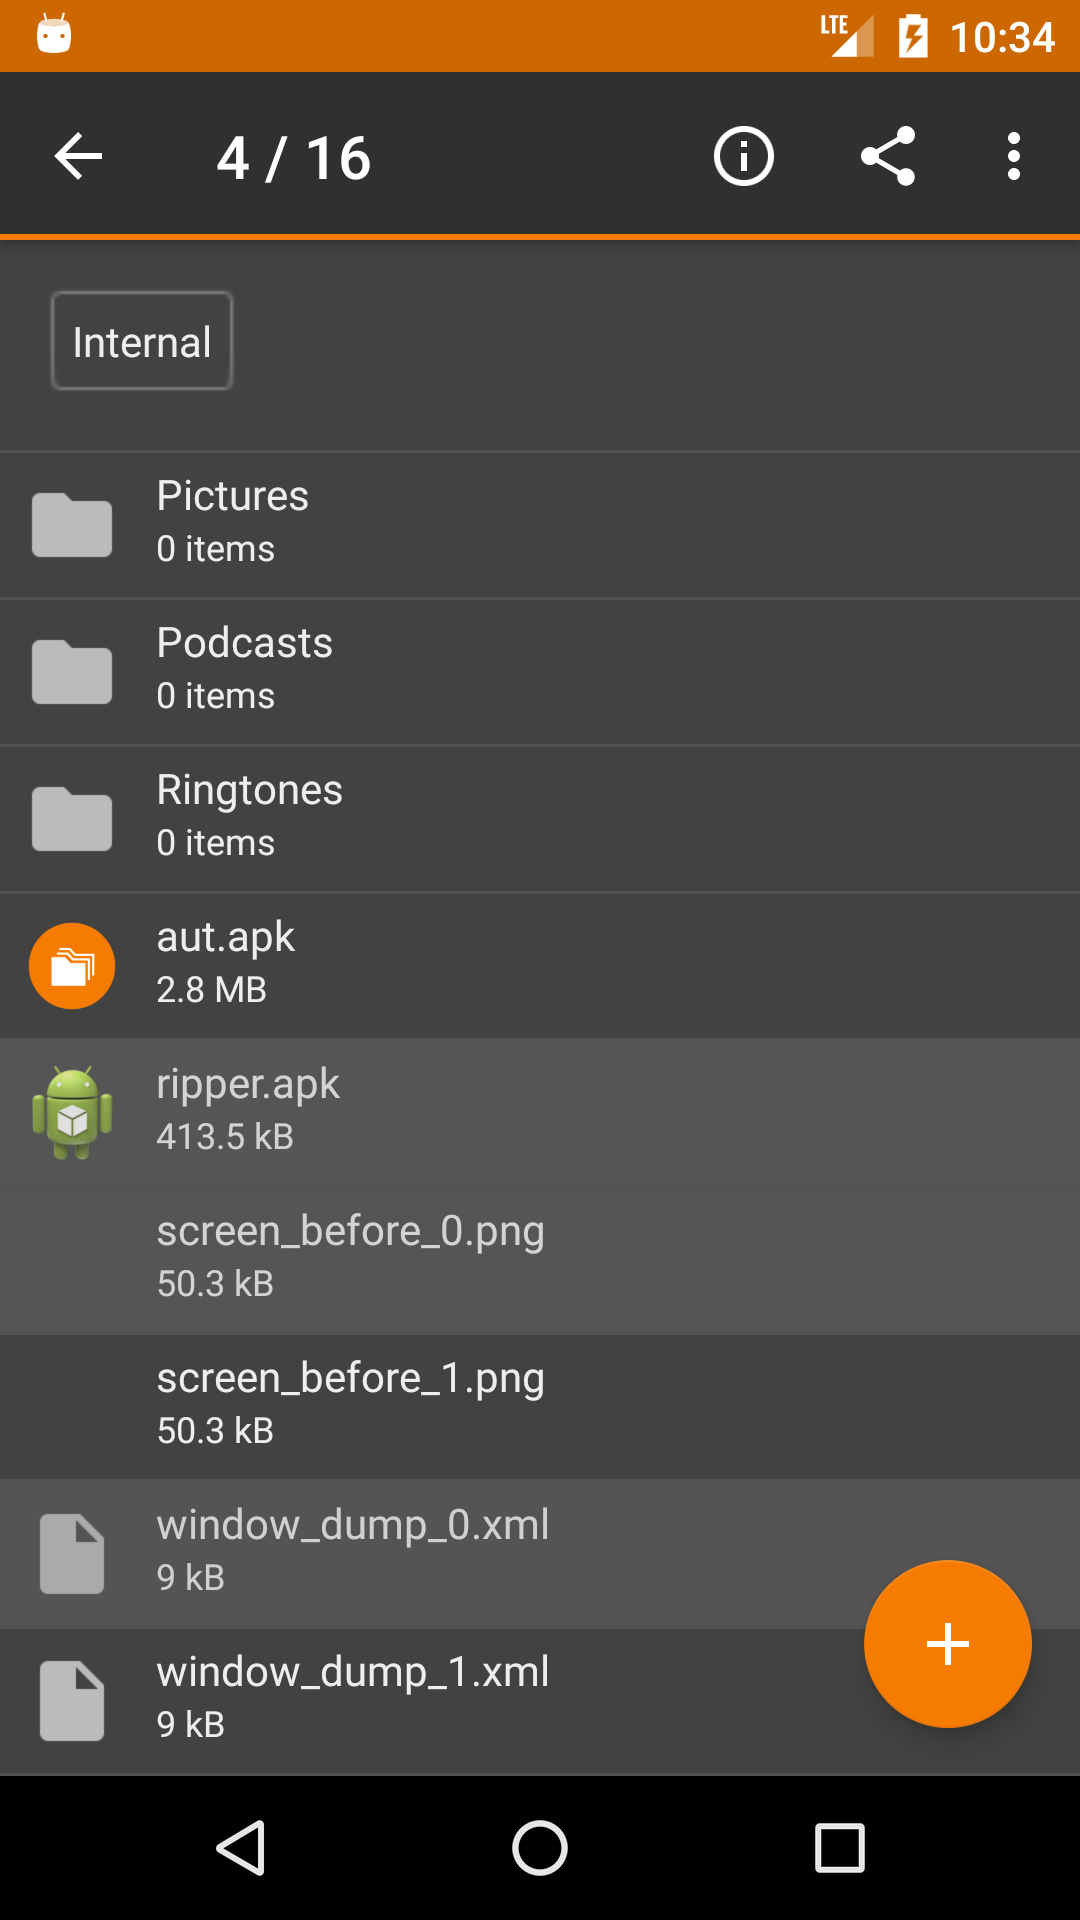 LTE 10:34
4 / 16
Internal
Pictures
0 items
Podcasts
0 items
Ringtones
0 items
aut.apk
2.8 MB
ripper.apk
413.5 kB
screen_before_0.png
50.3 kB
screen_before_1.png
50.3 kB
window_dump_0.xml
9 kB
window_dump_1.xml
9 kB